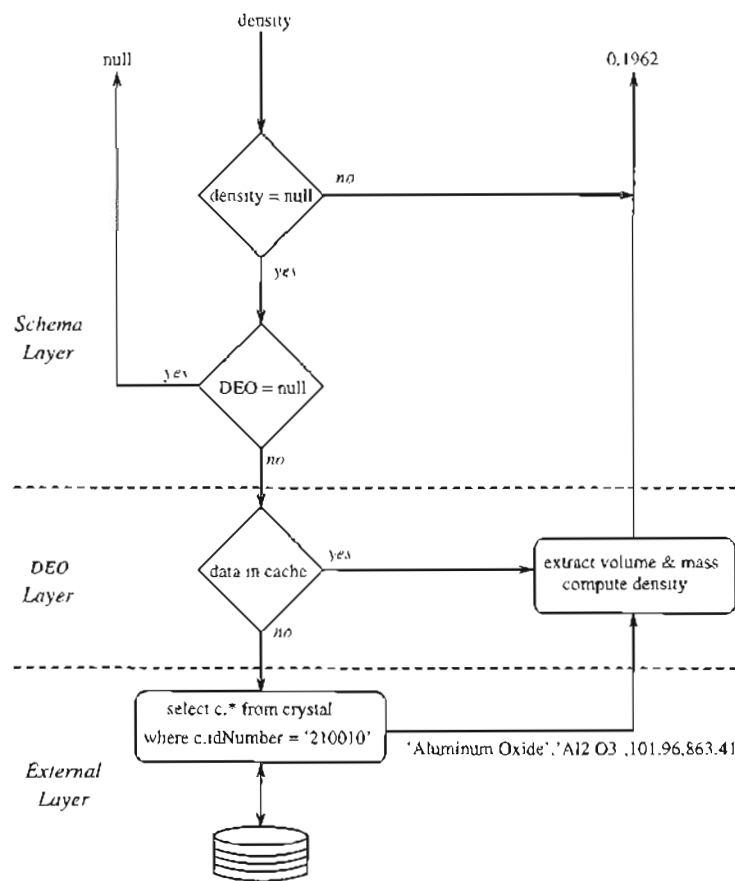 density
null
0.1962
density = null
no
yes
Schema
Layer
DEO = null
yes
no
DEO
Layer
data in cache
yes
no
extract volume & mass
compute density
select c.* from crystal
where c.idNumber = '210010'
'Aluminum Oxide','Al2 O3 ,101.96,863.41
External
Layer